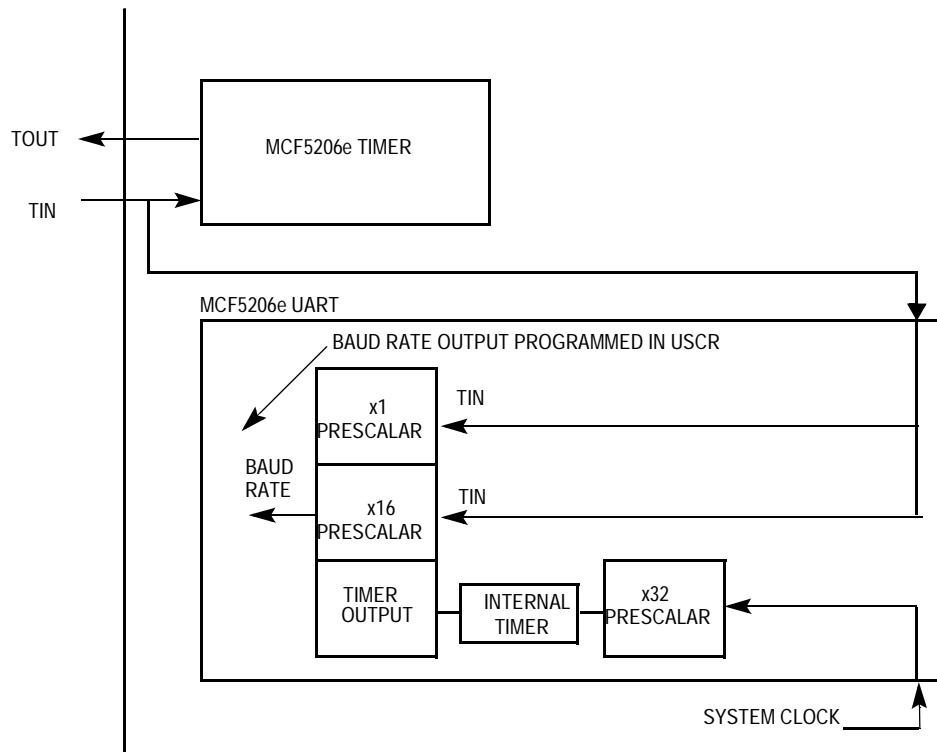 TOUT
MCF5206e TIMER
TIN
MCF5206e UART
BAUD RATE OUTPUT PROGRAMMED IN USCR
x1
PRESCALAR
TIN
BAUD
RATE
x16
PRESCALAR
TIN
TIMER
OUTPUT
INTERNAL
TIMER
x32
PRESCALAR
SYSTEM CLOCK